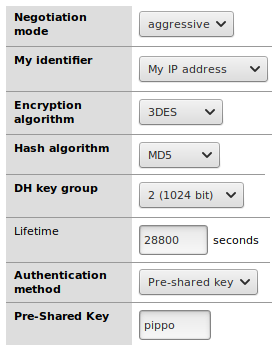 Negotiation mode aggressive
My identifier My IP address
Encryption algorithm 3DES
Hash algorithm MD5
DH key group 2 (1024 bit)
Lifetime 28800 seconds
Authentication method Pre-shared key
Pre-Shared Key pippo